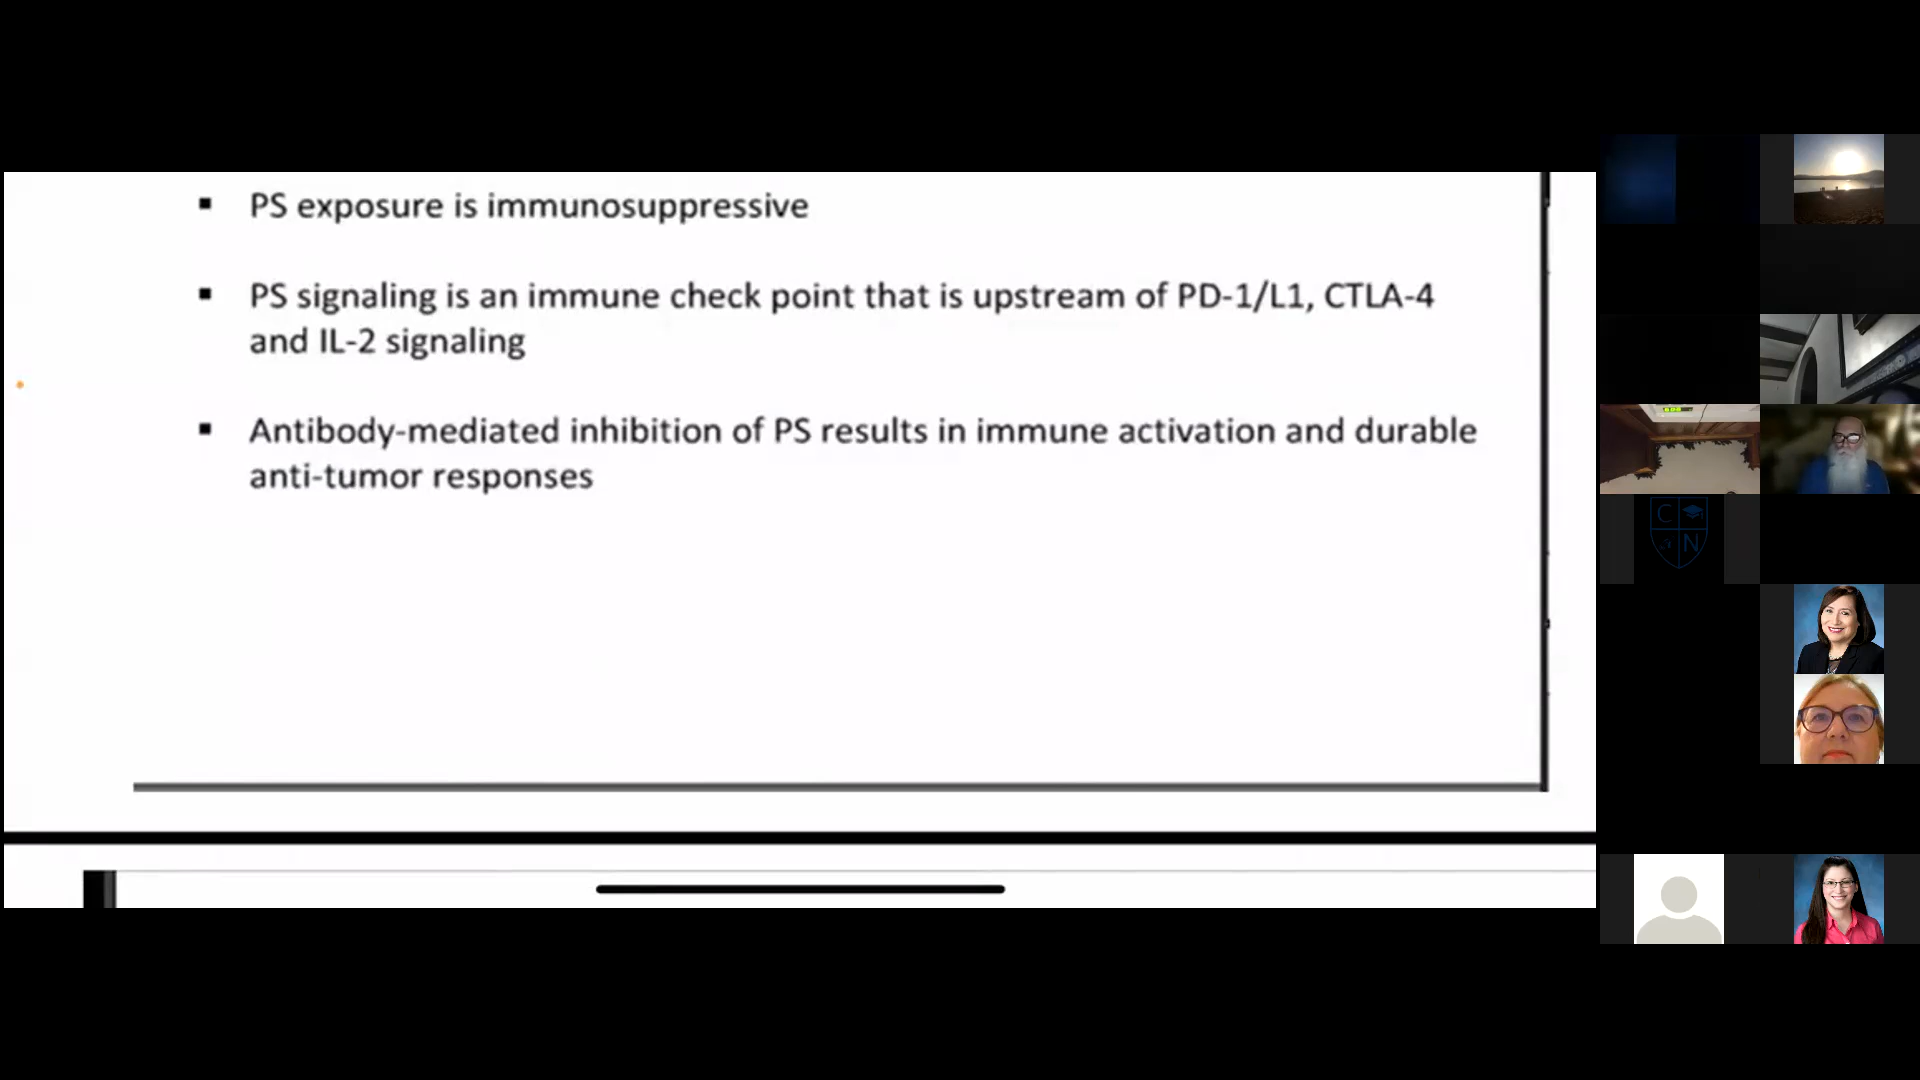 ▪ PS exposure is immunosuppressive
▪ PS signaling is an immune check point that is upstream of PD-1/L1, CTLA-4
and IL-2 signaling
▪ Antibody-mediated inhibition of PS results in immune activation and durable
anti-tumor responses
C
N